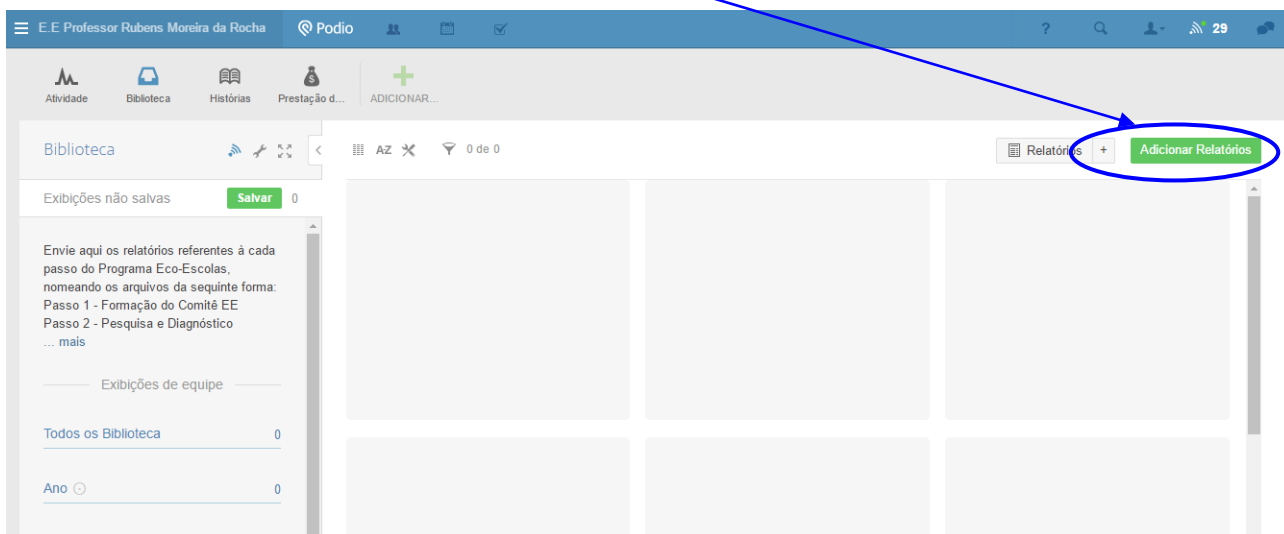 E.E Professor Rubens Moreira da Rocha Podio ? 29
Atividade Biblioteca Histórias Prestação d... ADICIONAR...
Biblioteca
AZ 0 de 0 Relatórios + Adicionar Relatórios
Exibições não salvas Salvar 0
Envie aqui os relatórios referentes à cada
passo do Programa Eco-Escolas,
nomeando os arquivos da seguinte forma:
Passo 1 - Formação do Comitê EE
Passo 2 - Pesquisa e Diagnóstico
... mais
Exibições de equipe
Todos os Biblioteca 0
Ano 0